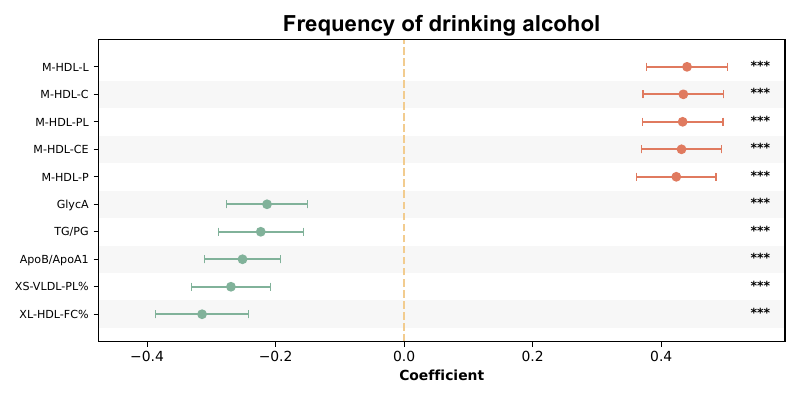 Frequency of drinking alcohol
M-HDL-L ***
M-HDL-C ***
M-HDL-PL ***
M-HDL-CE ***
M-HDL-P ***
GlycA ***
TG/PG ***
ApoB/ApoA1 ***
XS-VLDL-PL% ***
XL-HDL-FC% ***
−0.4 −0.2 0.0 0.2 0.4
Coefficient